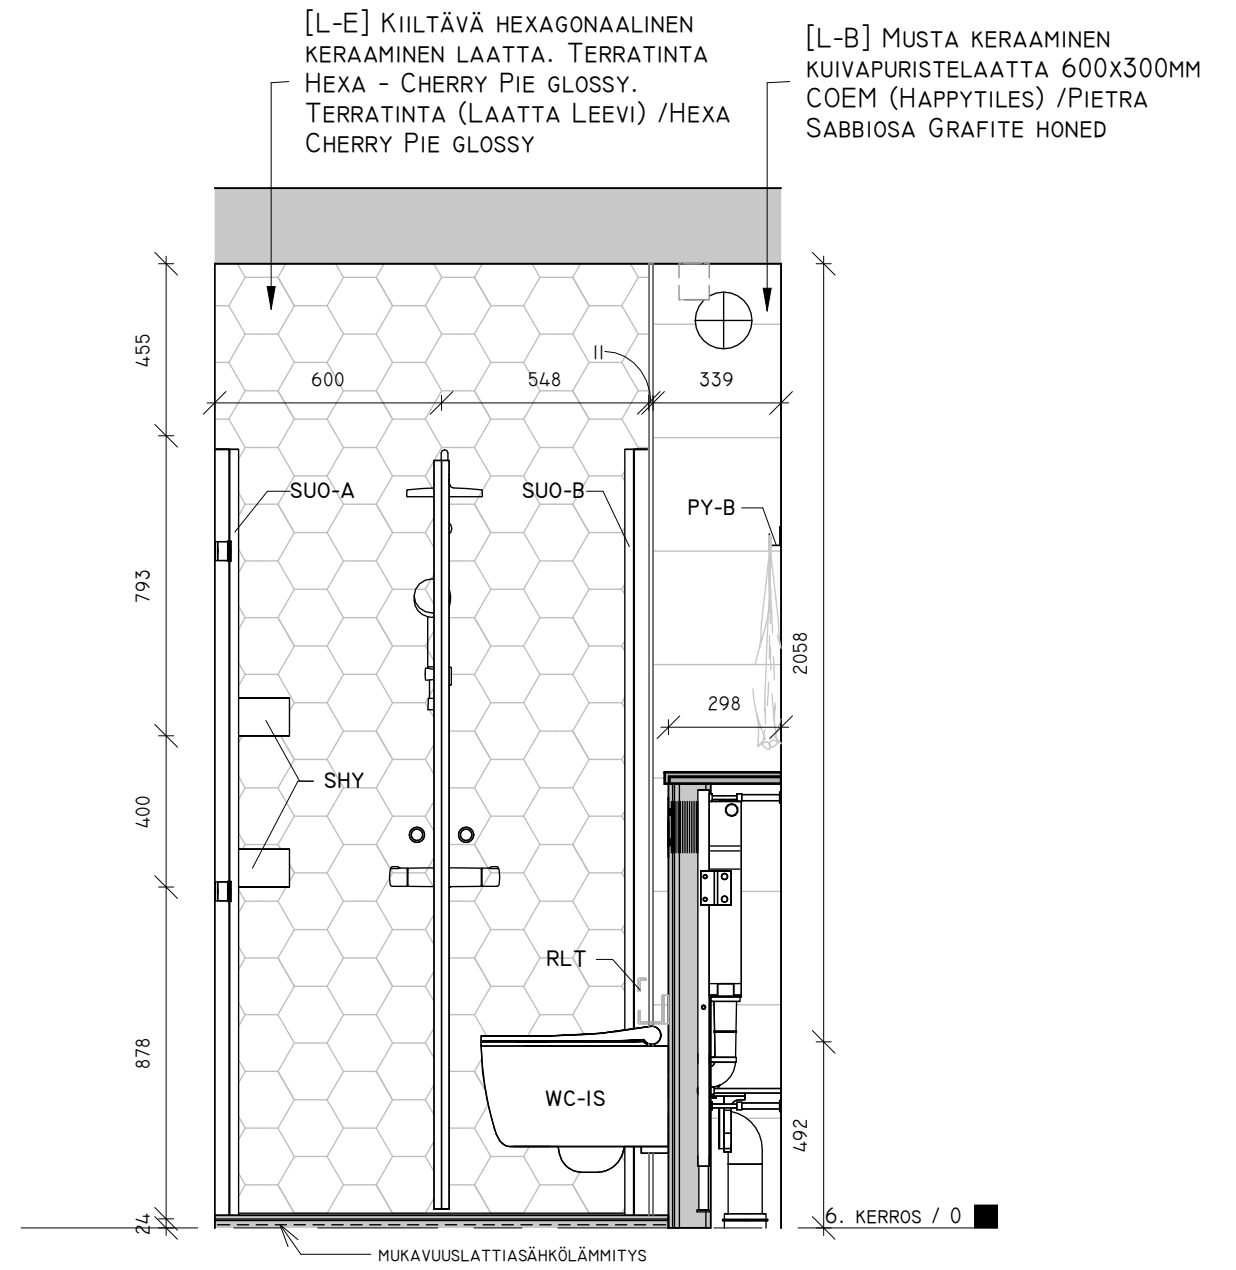 [L-E] KIILTÄVÄ HEXAGONAALINEN
KERAAMINEN LAATTA. TERRATINTA
HEXA - CHERRY PIE GLOSSY.
TERRATINTA (LAATTA LEEVI) /HEXA
CHERRY PIE GLOSSY
[L-B] MUSTA KERAAMINEN
KUIVAPURISTELAATTA 600X300MM
COEM (HAPPYTILES) /PIETRA
SABBIOSA GRAFITE HONED
455
11
600
548
339
SUO-A
SUO-B
PY-B
793
2058
298
SHY
400
RLT
878
WC-IS
492
24
6. KERROS / 0
MUKAVUUSLATTIASÄHKÖLÄMMITYS